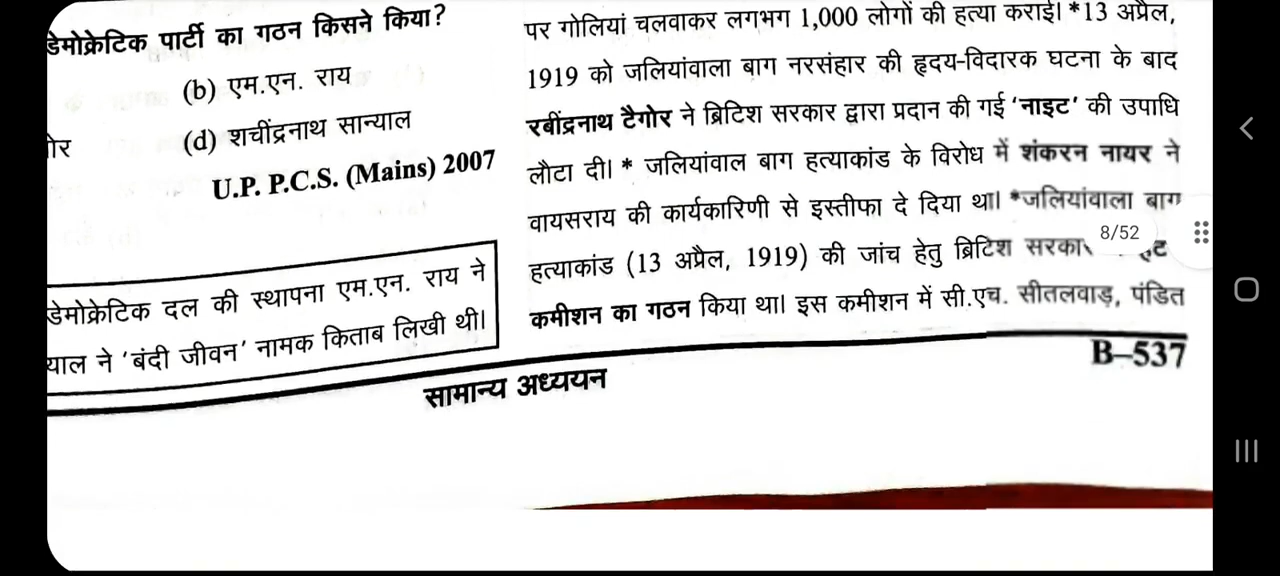 डेमोक्रेटिक पार्टी का गठन किसने किया?
(b) एम.एन. राय
(d) शचींद्रनाथ सान्याल
U.P. P.C.S. (Mains) 2007
डेमोक्रेटिक दल की स्थापना एम.एन. राय ने
याल ने ‘बंदी जीवन’ नामक किताब लिखी थी।
पर गोलियां चलवाकर लगभग 1,000 लोगों की हत्या कराई। *13 अप्रैल,
1919 को जलियांवाला बाग नरसंहार की हृदय-विदारक घटना के बाद
रबींद्रनाथ टैगोर ने ब्रिटिश सरकार द्वारा प्रदान की गई ‘नाइट’ की उपाधि
लौटा दी। * जलियांवाल बाग हत्याकांड के विरोध में शंकरन नायर ने
वायसराय की कार्यकारिणी से इस्तीफा दे दिया था। *जलियांवाला बाग
हत्याकांड (13 अप्रैल, 1919) की जांच हेतु ब्रिटिश
कमीशन का गठन किया था। इस कमीशन में सी.एच. सीतलवाड़, पंडित
8/52
सामान्य अध्ययन
B–537